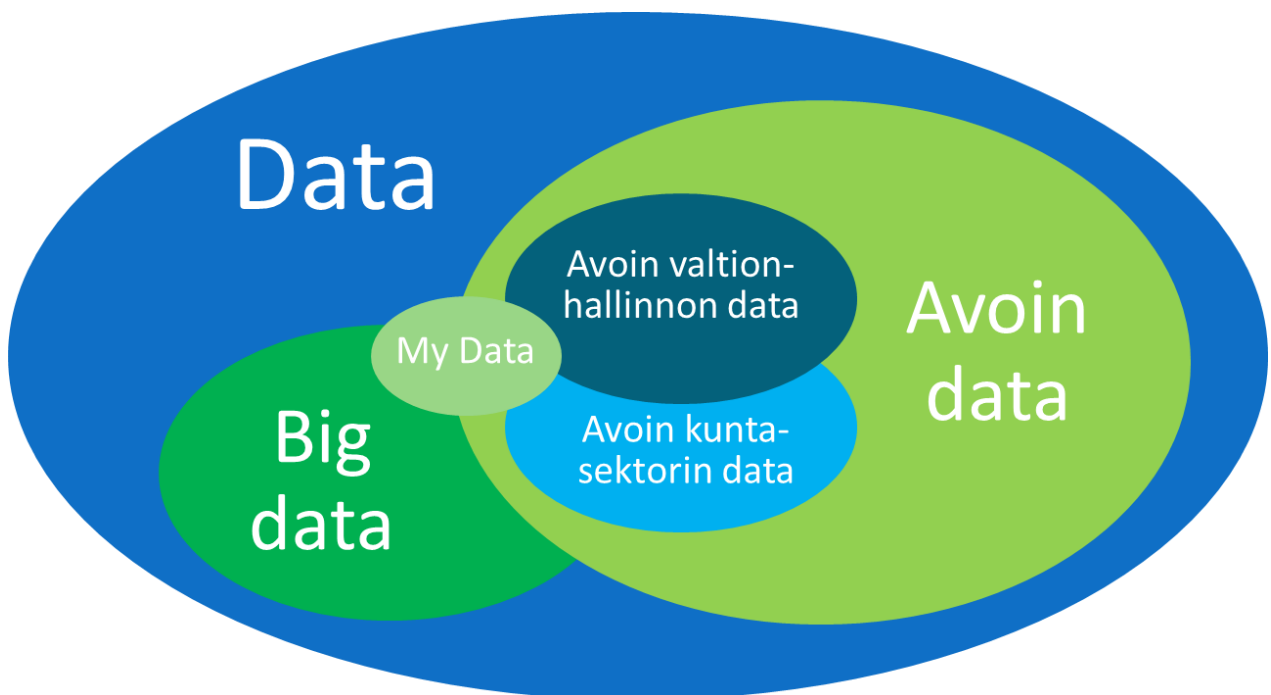 Data
Avoin valtion-
hallinnon data
Avoin
data
My Data
Big
data
Avoin kunta-
sektorin data